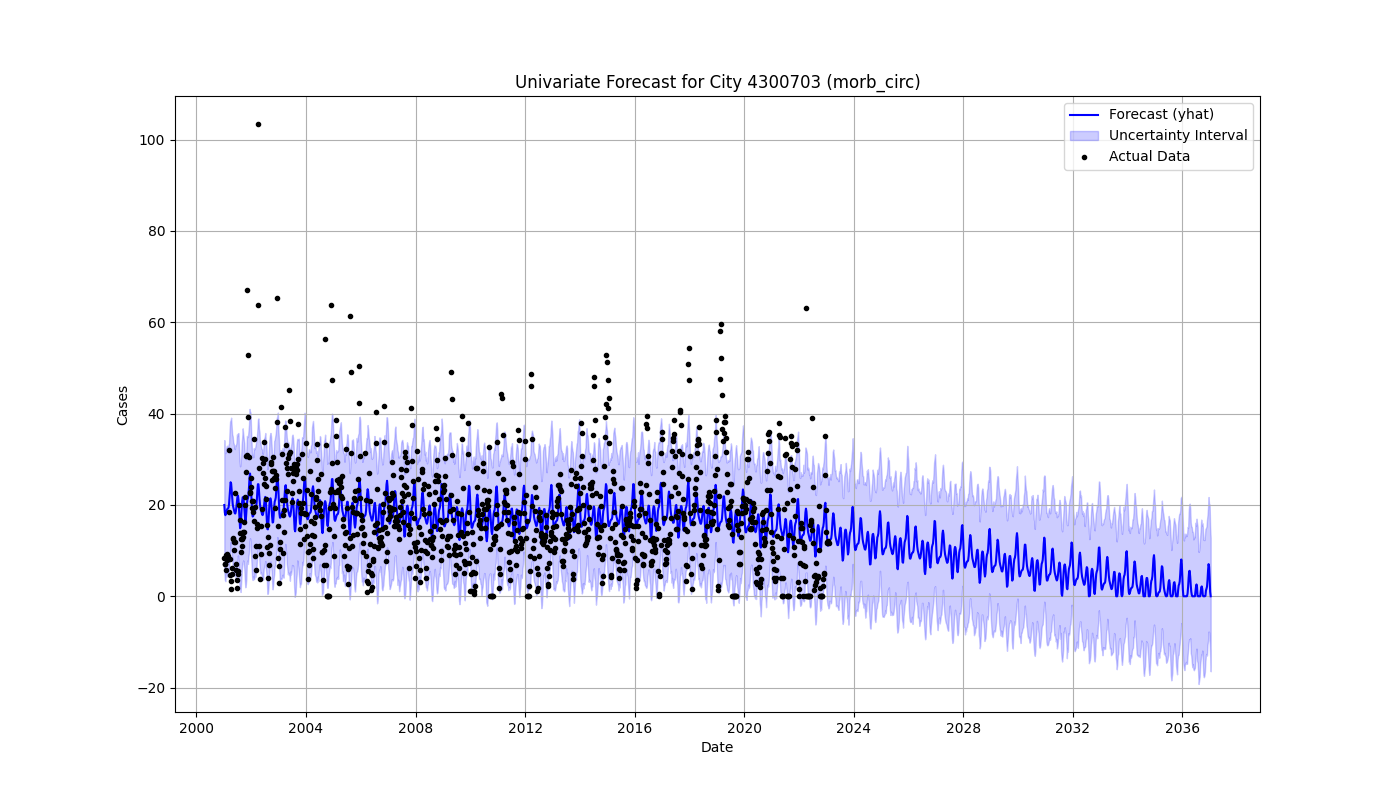 Univariate Forecast for City 4300703 (morb_circ)
Forecast (yhat)
Uncertainty Interval
Actual Data
Cases
100
80
60
40
20
0
−20
2000 2004 2008 2012 2016 2020 2024 2028 2032 2036
Date